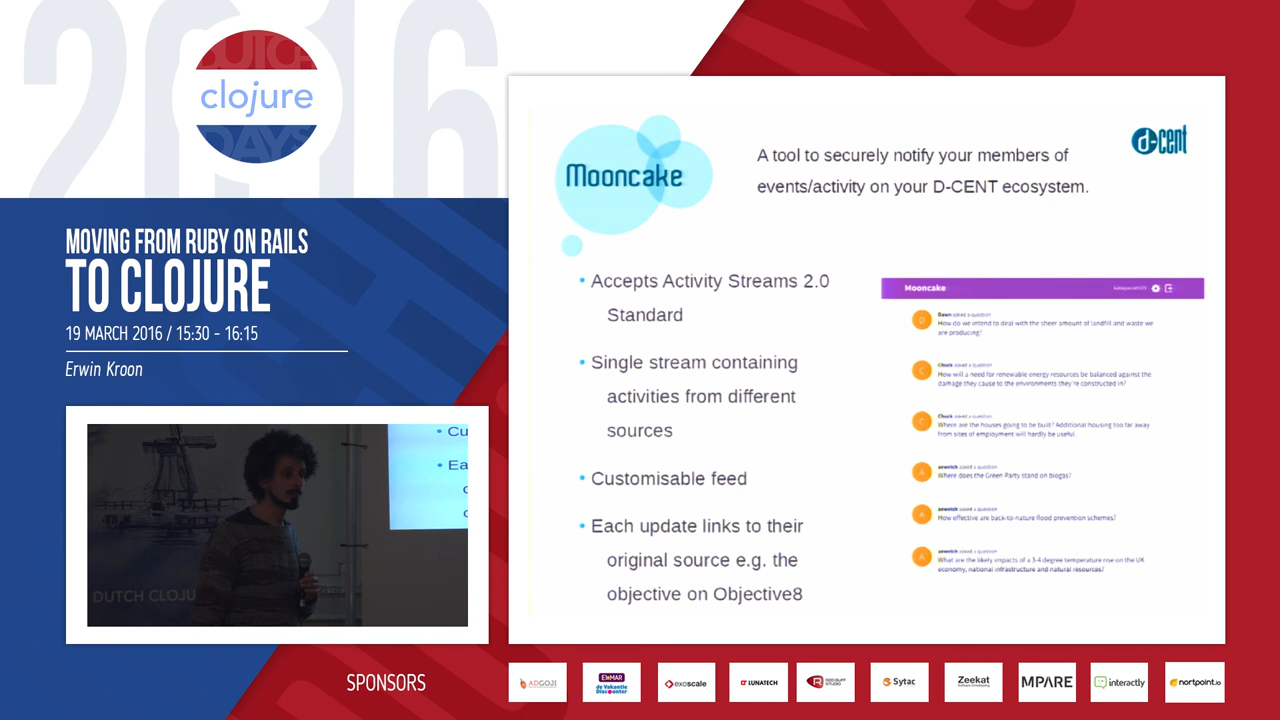 2016
DUTCH
clojure
DAYS
MOVING FROM RUBY ON RAILS
TO CLOJURE
19 MARCH 2016 / 15:30 - 16:15
Erwin Kroon
DUTCH CLOJU
• Cu
• Ea
Mooncake
A tool to securely notify your members of
events/activity on your D-CENT ecosystem.
d-cent
• Accepts Activity Streams 2.0
Standard
• Single stream containing
activities from different
sources
• Customisable feed
• Each update links to their
original source e.g. the
objective on Objective8
Mooncake
D
Dawn asked a question
How do we intend to deal with the sheer amount of landfill and waste we
are producing?
C
Chuck asked a question
How will a need for renewable energy resources be balanced against the
damage they cause to the environments they're constructed in?
C
Chuck asked a question
Where are the houses going to be built? Additional housing too far away
from sites of employment will hardly be useful.
A
asked a question
Where does the Green Party stand on biogas?
A
asked a question
How effective are back-to-nature flood prevention schemes?
A
asked a question
What are the likely impacts of a 3-4 degree temperature rise on the UK
economy, national infrastructure and natural resources?
SPONSORS
ADGOJI
de Vakantie
Discounter
exoscale
LUNATECH
RED RIFF
STUDIO
Sytac
Zeekat
MPARE
interactly
nortpoint.io